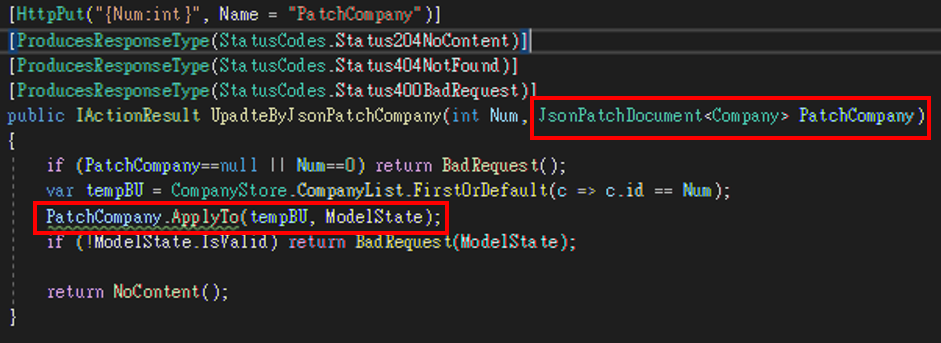 [HttpPut("{Num:int}", Name = "PatchCompany")]
[ProducesResponseType(StatusCodes.Status204NoContent)]
[ProducesResponseType(StatusCodes.Status404NotFound)]
[ProducesResponseType(StatusCodes.Status400BadRequest)]
public IActionResult UpadteByJsonPatchCompany(int Num, JsonPatchDocument<Company> PatchCompany)
{
if (PatchCompany==null || Num==0) return BadRequest();
var tempBU = CompanyStore.CompanyList.FirstOrDefault(c => c.id == Num);
PatchCompany.ApplyTo(tempBU, ModelState);
if (!ModelState.IsValid) return BadRequest(ModelState);
return NoContent();
}